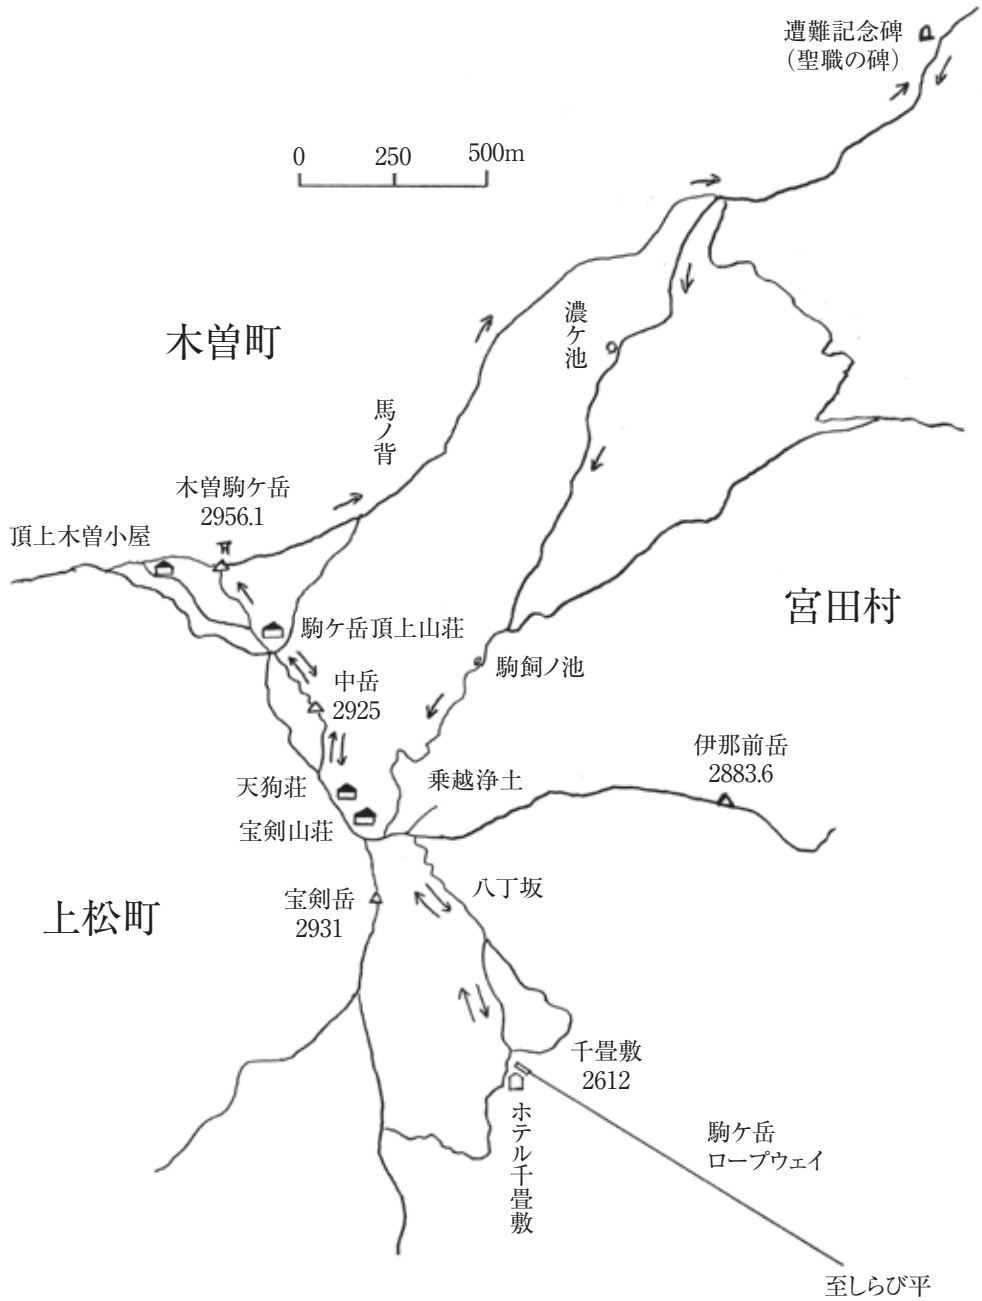 遭難記念碑
(聖職の碑)
0 250 500m
濃ケ池
木曽町
馬ノ背
木曽駒ケ岳
2956.1
頂上木曽小屋
宮田村
駒ケ岳頂上山荘
駒飼ノ池
中岳
2925
伊那前岳
2883.6
天狗荘
乗越浄土
宝剣山荘
八丁坂
宝剣岳
2931
上松町
千畳敷
2612
ホテル千畳敷
駒ケ岳
ロープウェイ
至しらび平